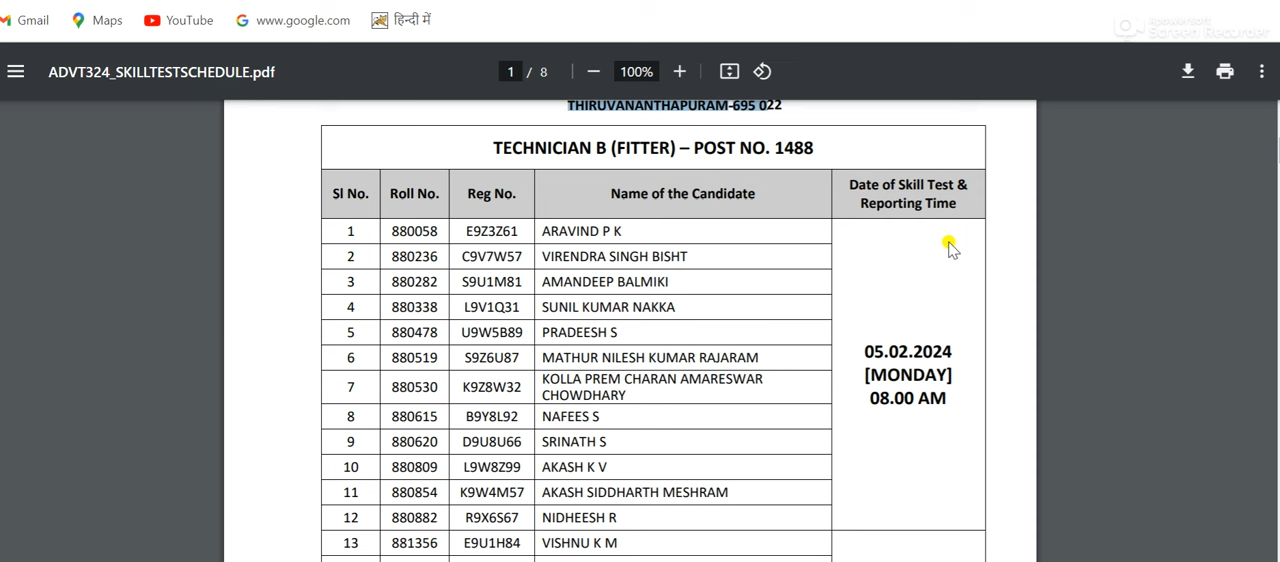 Gmail Maps YouTube www.google.com हिन्दी में
Apowersoft
Screen Recorder
ADVT324_SKILLTESTSCHEDULE.pdf 1 / 8 100%
THIRUVANANTHAPURAM-695 022
TECHNICIAN B (FITTER) – POST NO. 1488
Sl No. Roll No. Reg No. Name of the Candidate Date of Skill Test & Reporting Time
1 880058 E9Z3Z61 ARAVIND P K
2 880236 C9V7W57 VIRENDRA SINGH BISHT
3 880282 S9U1M81 AMANDEEP BALMIKI
4 880338 L9V1Q31 SUNIL KUMAR NAKKA
5 880478 U9W5B89 PRADEESH S
6 880519 S9Z6U87 MATHUR NILESH KUMAR RAJARAM
7 880530 K9Z8W32 KOLLA PREM CHARAN AMARESWAR CHOWDHARY
8 880615 B9Y8L92 NAFEES S
9 880620 D9U8U66 SRINATH S
10 880809 L9W8Z99 AKASH K V
11 880854 K9W4M57 AKASH SIDDHARTH MESHRAM
12 880882 R9X6S67 NIDHEESH R
05.02.2024
[MONDAY]
08.00 AM
13 881356 E9U1H84 VISHNU K M